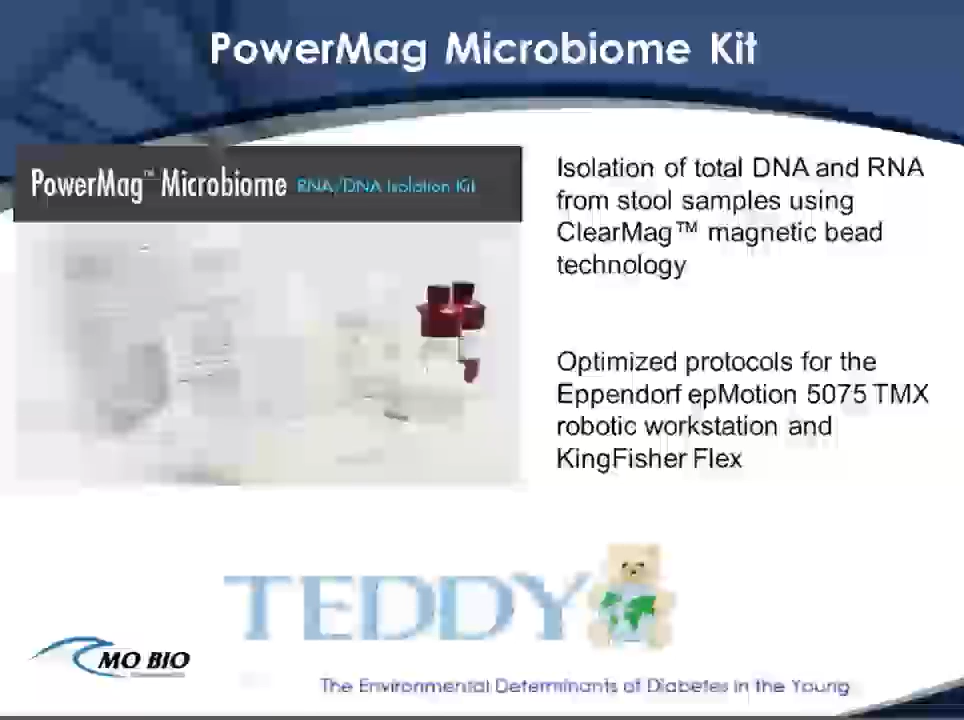 PowerMag Microbiome Kit
PowerMag™ Microbiome RNA/DNA Isolation Kit
Isolation of total DNA and RNA
from stool samples using
ClearMag™ magnetic bead
technology
Optimized protocols for the
Eppendorf epMotion 5075 TMX
robotic workstation and
KingFisher Flex
TEDDY
MO BIO
The Environmental Determinants of Diabetes in the Young